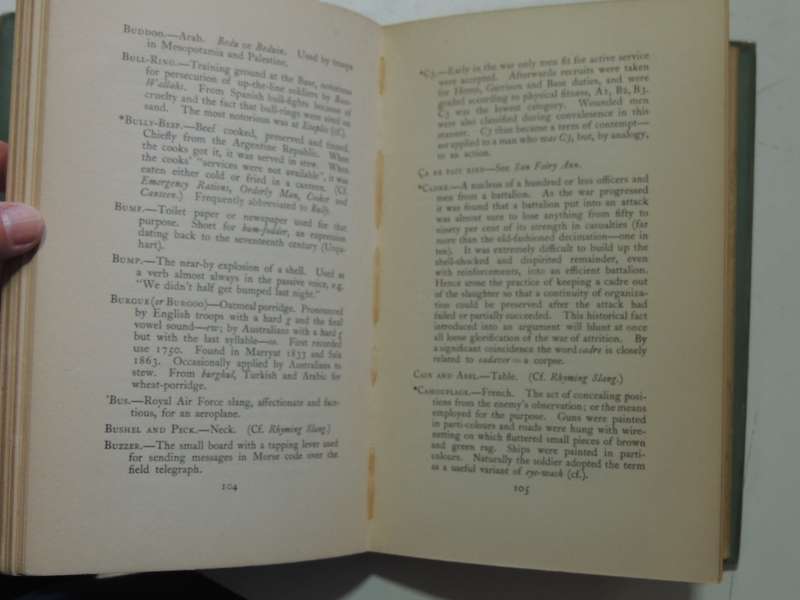 BUDDOO.—Arab. Bedu or Beduin. Used by troops
in Mesopotamia and Palestine.
BULL-RING.—Training ground at the Base, notorious
for persecution of up-the-line soldiers by Base-
Wallahs. From Spanish bull-fights because of
cruelty and the fact that bull-rings were sited on
sand. The most notorious was at Etaples (cf.).
*BULLY-BEEF.—Beef cooked, preserved and tinned.
Chiefly from the Argentine Republic. When
the cooks got it, it was served in stew. When
the cooks' "services were not available", it was
eaten either cold or fried in a canteen. (Cf.
Emergency Rations, Orderly Man, Cooker and
Canteen.) Frequently abbreviated to Bully.
BUMF.—Toilet paper or newspaper used for that
purpose. Short for bum-fodder, an expression
dating back to the seventeenth century (Urqu-
hart).
BUMP.—The near-by explosion of a shell. Used as
a verb almost always in the passive voice, e.g.
"We didn't half get bumped last night."
BURGUE (or BURGOO).—Oatmeal porridge. Pronounced
by English troops with a hard g and the final
vowel sound—rw; by Australians with a hard g
but with the last syllable—oo. First recorded
use 1750. Found in Marryat 1833 and Sala
1863. Occasionally applied by Australians to
stew. From burghul, Turkish and Arabic for
wheat-porridge.
'BUS.—Royal Air Force slang, affectionate and face-
tious, for an aeroplane.
BUSHEL AND PECK.—Neck. (Cf. Rhyming Slang.)
BUZZER.—The small board with a tapping lever used
for sending messages in Morse code over the
field telegraph.
104
*C3.—Early in the war only men fit for active service
were accepted. Afterwards recruits were taken
for Home, Garrison and Base duties, and were
graded according to physical fitness, A1, B2, B3.
C3 was the lowest category. Wounded men
were also classified during convalescence in this
manner. C3 thus became a term of contempt—
we applied to a man who was C3, but, by analogy,
to an action.
ÇA NE FAIT RIEN—See San Fairy Ann.
*CADRE.—A nucleus of a hundred or less officers and
men from a battalion. As the war progressed
it was found that a battalion put into an attack
was almost sure to lose anything from fifty to
ninety per cent of its strength in casualties (far
more than the old-fashioned decimation—one in
ten). It was extremely difficult to build up the
shell-shocked and dispirited remainder, even
with reinforcements, into an efficient battalion.
Hence arose the practice of keeping a cadre out
of the slaughter so that a continuity of organiza-
tion could be preserved after the attack had
failed or partially succeeded. This historical fact
introduced into an argument will blunt at once
all loose glorification of the war of attrition. By
a significant coincidence the word cadre is closely
related to cadaver = a corpse.
CAIN AND ABEL.—Table. (Cf. Rhyming Slang.)
*CAMOUFLAGE.—French. The act of concealing posi-
tions from the enemy's observation; or the means
employed for the purpose. Guns were painted
in parti-colours and roads were hung with wire-
netting on which fluttered small pieces of brown
and green rag. Ships were painted in parti-
colours. Naturally the soldier adopted the term
as a useful variant of eye-wash (cf.).
105